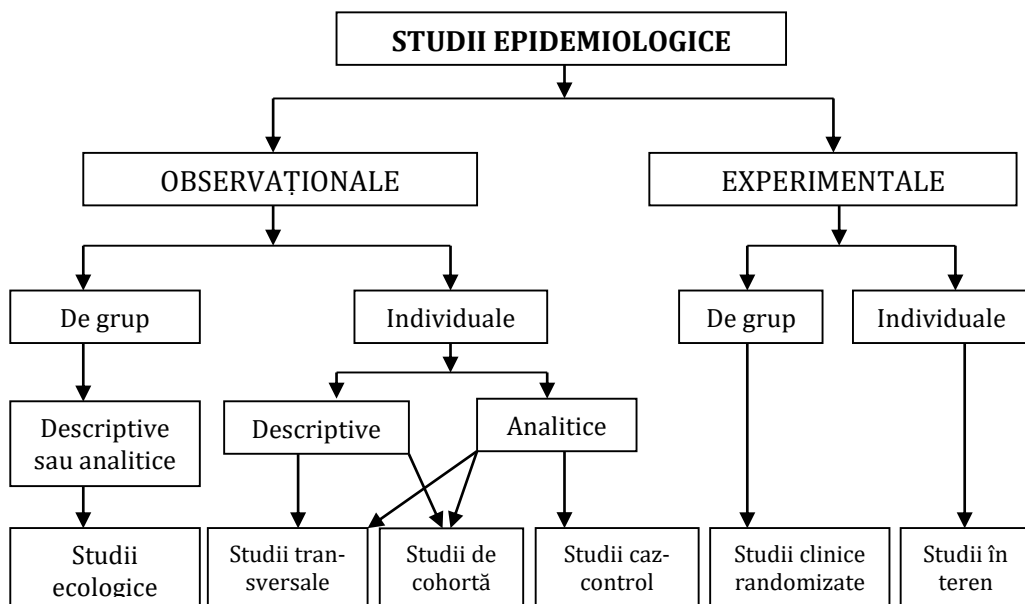 STUDII EPIDEMIOLOGICE
OBSERVAȚIONALE
EXPERIMENTALE
De grup
Individuale
De grup
Individuale
Descriptive
sau analitice
Descriptive
Analitice
Studii
ecologice
Studii tran-
sversale
Studii de
cohortă
Studii caz-
control
Studii clinice
randomizate
Studii în
teren